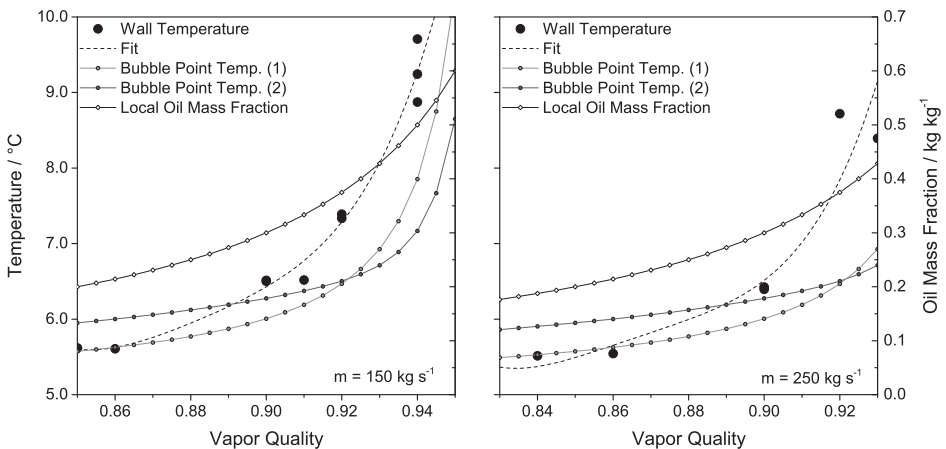 10.0
9.0
8.0
7.0
6.0
5.0
Temperature / °C
Wall Temperature
Fit
Bubble Point Temp. (1)
Bubble Point Temp. (2)
Local Oil Mass Fraction
m = 150 kg s⁻¹
0.86 0.88 0.90 0.92 0.94
Vapor Quality
Wall Temperature
Fit
Bubble Point Temp. (1)
Bubble Point Temp. (2)
Local Oil Mass Fraction
m = 250 kg s⁻¹
0.84 0.86 0.88 0.90 0.92
Vapor Quality
0.7
0.6
0.5
0.4
0.3
0.2
0.1
0.0
Oil Mass Fraction / kg kg⁻¹